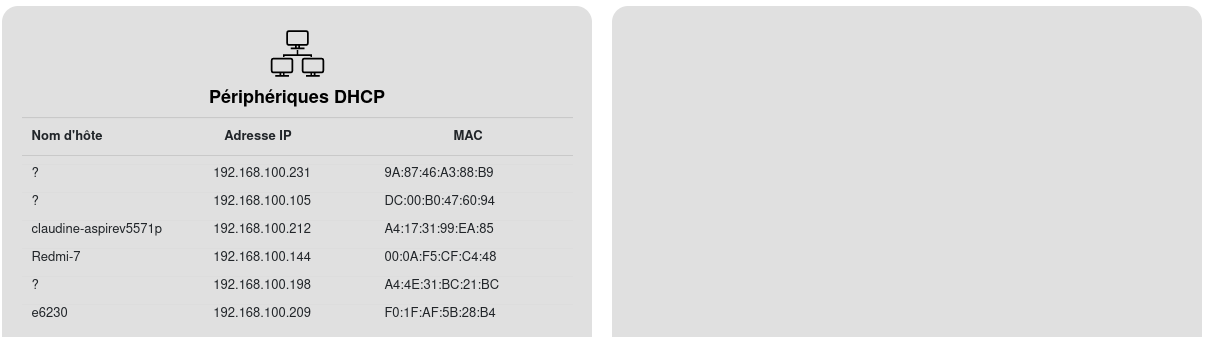 Périphériques DHCP
Nom d'hôte Adresse IP MAC
? 192.168.100.231 9A:87:46:A3:88:B9
? 192.168.100.105 DC:00:B0:47:60:94
claudine-aspirev5571p 192.168.100.212 A4:17:31:99:EA:85
Redmi-7 192.168.100.144 00:0A:F5:CF:C4:48
? 192.168.100.198 A4:4E:31:BC:21:BC
e6230 192.168.100.209 F0:1F:AF:5B:28:B4